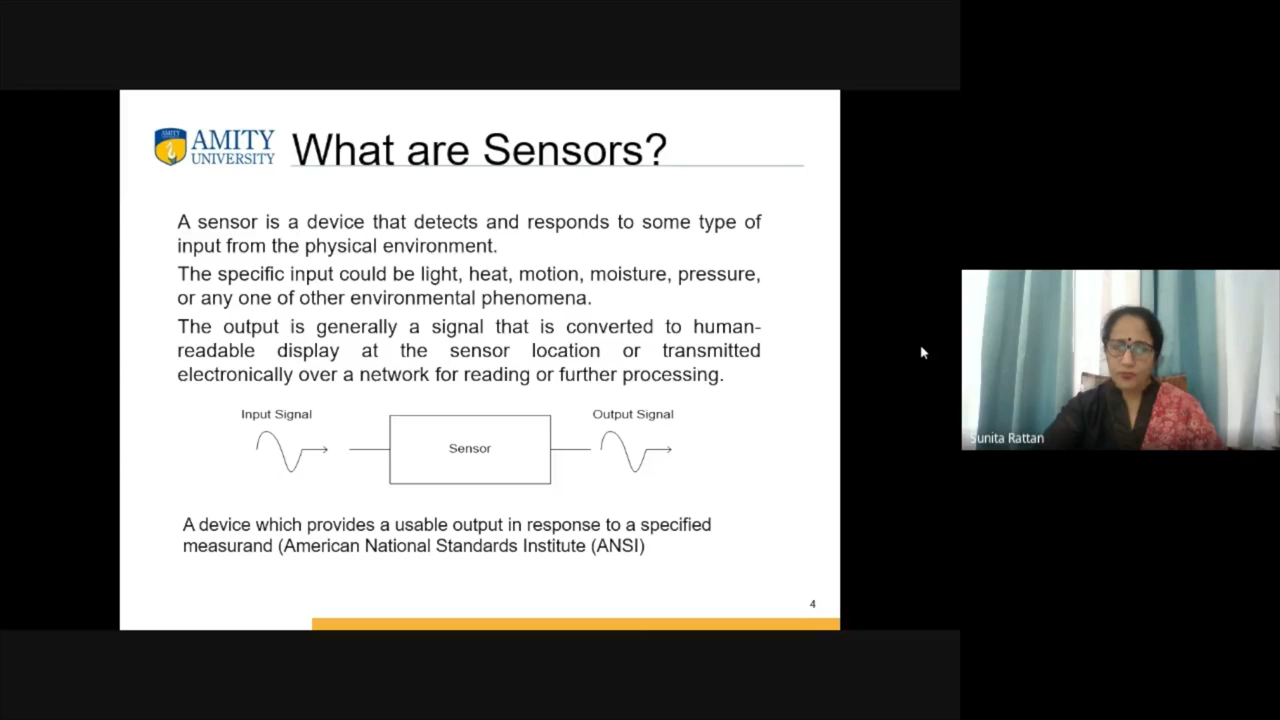 AMITY
AMITY
UNIVERSITY
What are Sensors?
A sensor is a device that detects and responds to some type of
input from the physical environment.
The specific input could be light, heat, motion, moisture, pressure,
or any one of other environmental phenomena.
The output is generally a signal that is converted to human-
readable display at the sensor location or transmitted
electronically over a network for reading or further processing.
Input Signal
Output Signal
Sensor
A device which provides a usable output in response to a specified
measurand (American National Standards Institute (ANSI)
4
Sunita Rattan